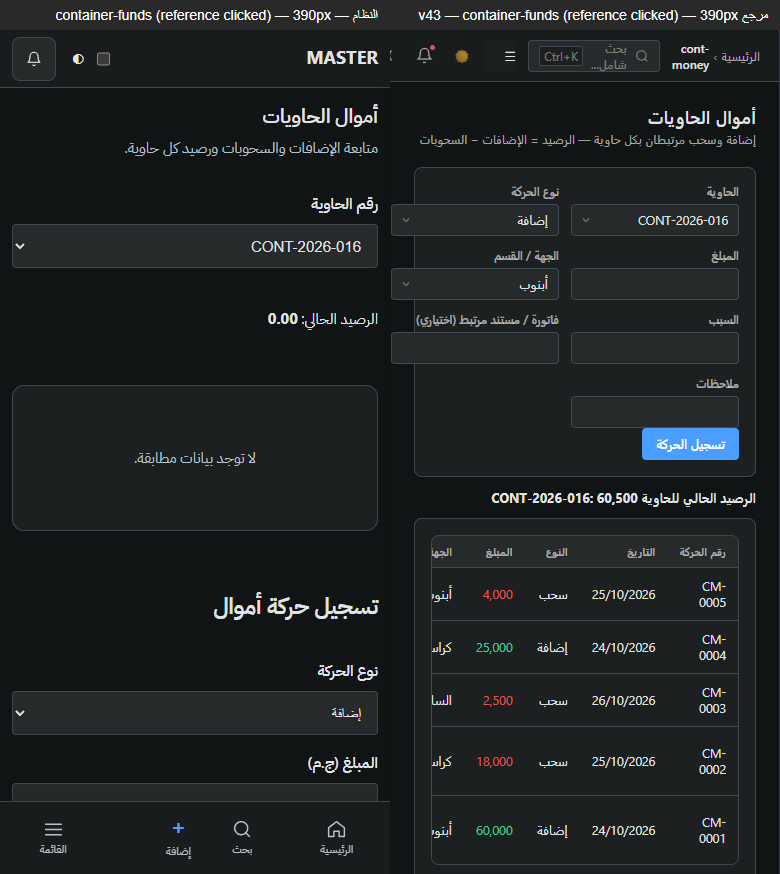 مرجع v43 — container-funds (reference clicked) — 390px
الرئيسية › cont-money
بحث شامل...
Ctrl+K
أموال الحاويات
إضافة وسحب مرتبطان بكل حاوية — الرصيد = الإضافات − السحوبات
الحاوية
نوع الحركة
CONT-2026-016
إضافة
المبلغ
الجهة / القسم
أبنوب
السبب
فاتورة / مستند مرتبط (اختياري)
ملاحظات
تسجيل الحركة
الرصيد الحالي للحاوية CONT-2026-016: 60,500
رقم الحركة
التاريخ
النوع
المبلغ
CM-0005
25/10/2026
سحب
4,000
CM-0004
24/10/2026
إضافة
25,000
CM-0003
26/10/2026
سحب
2,500
CM-0002
25/10/2026
سحب
18,000
CM-0001
24/10/2026
إضافة
60,000
النظام — container-funds (reference clicked) — 390px
MASTER
أموال الحاويات
متابعة الإضافات والسحوبات ورصيد كل حاوية.
رقم الحاوية
CONT-2026-016
الرصيد الحالي: 0.00
لا توجد بيانات مطابقة.
تسجيل حركة أموال
نوع الحركة
إضافة
المبلغ (ج.م)
الرئيسية
بحث
إضافة
القائمة